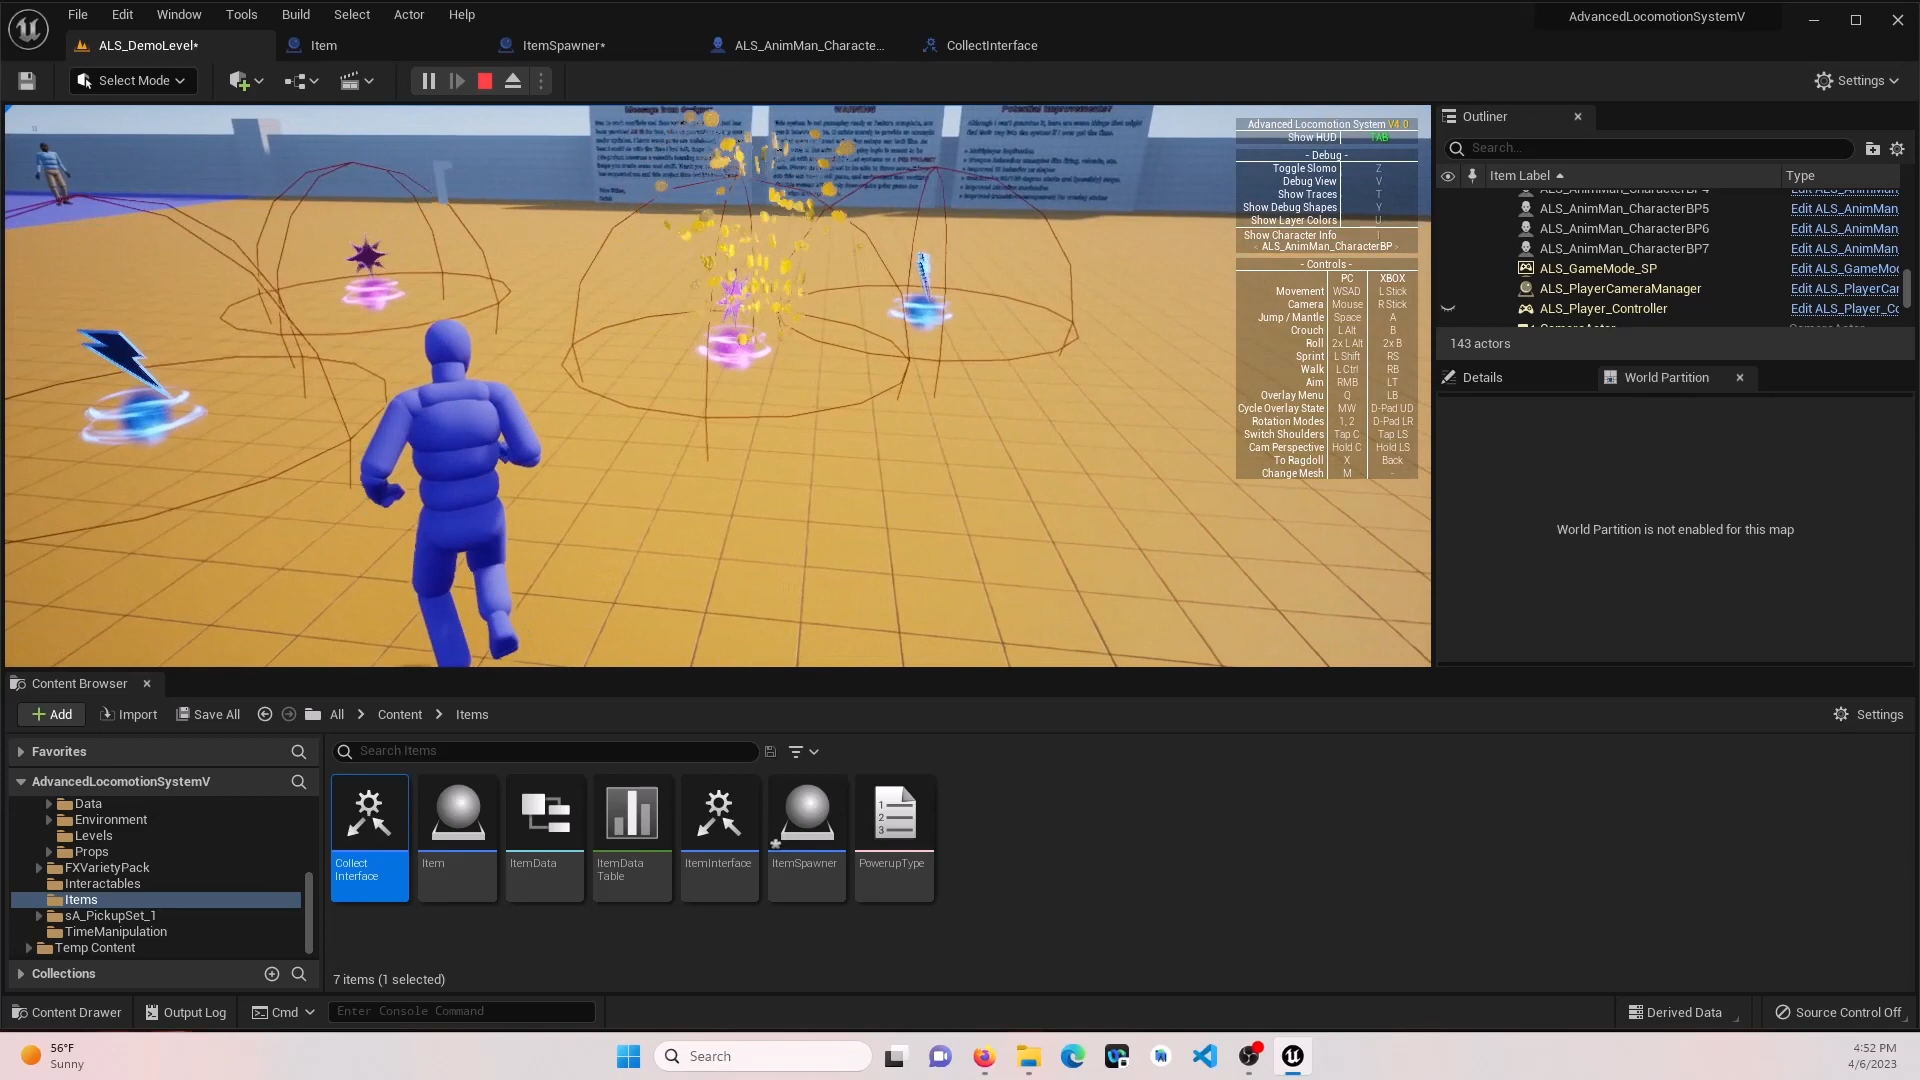 File Edit Window Tools Build Select Actor Help
AdvancedLocomotionSystemV
ALS_DemoLevel*
Item
ItemSpawner*
ALS_AnimMan_Characte...
CollectInterface
Select Mode
Settings
Message from designer
WARNING
Potential Improvements?
Advanced Locomotion System V4.0
Show HUD TAB
- Debug -
Toggle Slomo Z
Debug View V
Show Traces T
Show Debug Shapes Y
Show Layer Colors U
Show Character Info I
< ALS_AnimMan_CharacterBP >
- Controls -
PC XBOX
Movement WSAD L Stick
Camera Mouse R Stick
Jump / Mantle Space A
Crouch L Alt B
Roll 2x L Alt 2x B
Sprint L Shift RS
Walk L Ctrl RB
Aim RMB LT
Overlay Menu Q LB
Cycle Overlay State MW D-Pad UD
Rotation Modes 1, 2 D-Pad LR
Switch Shoulders Tap C Tap LS
Cam Perspective Hold C Hold LS
To Ragdoll X Back
Change Mesh M -
Outliner
Search...
Item Label Type
ALS_AnimMan_CharacterBP5 Edit ALS_AnimMan
ALS_AnimMan_CharacterBP6 Edit ALS_AnimMan
ALS_AnimMan_CharacterBP7 Edit ALS_AnimMan
ALS_GameMode_SP Edit ALS_GameMod
ALS_PlayerCameraManager Edit ALS_PlayerCar
ALS_Player_Controller Edit ALS_Player_Co
143 actors
Details
World Partition
World Partition is not enabled for this map
Content Browser
Add
Import
Save All
All > Content > Items
Settings
Favorites
AdvancedLocomotionSystemV
Data
Environment
Levels
Props
FXVarietyPack
Interactables
Items
sA_PickupSet_1
TimeManipulation
Temp Content
Collections
Search Items
Collect
Interface
Item
ItemData
ItemData
Table
ItemInterface
ItemSpawner
PowerupType
7 items (1 selected)
Content Drawer
Output Log
Cmd
Enter Console Command
Derived Data
Source Control Off
56°F
Sunny
Search
4:52 PM
4/6/2023